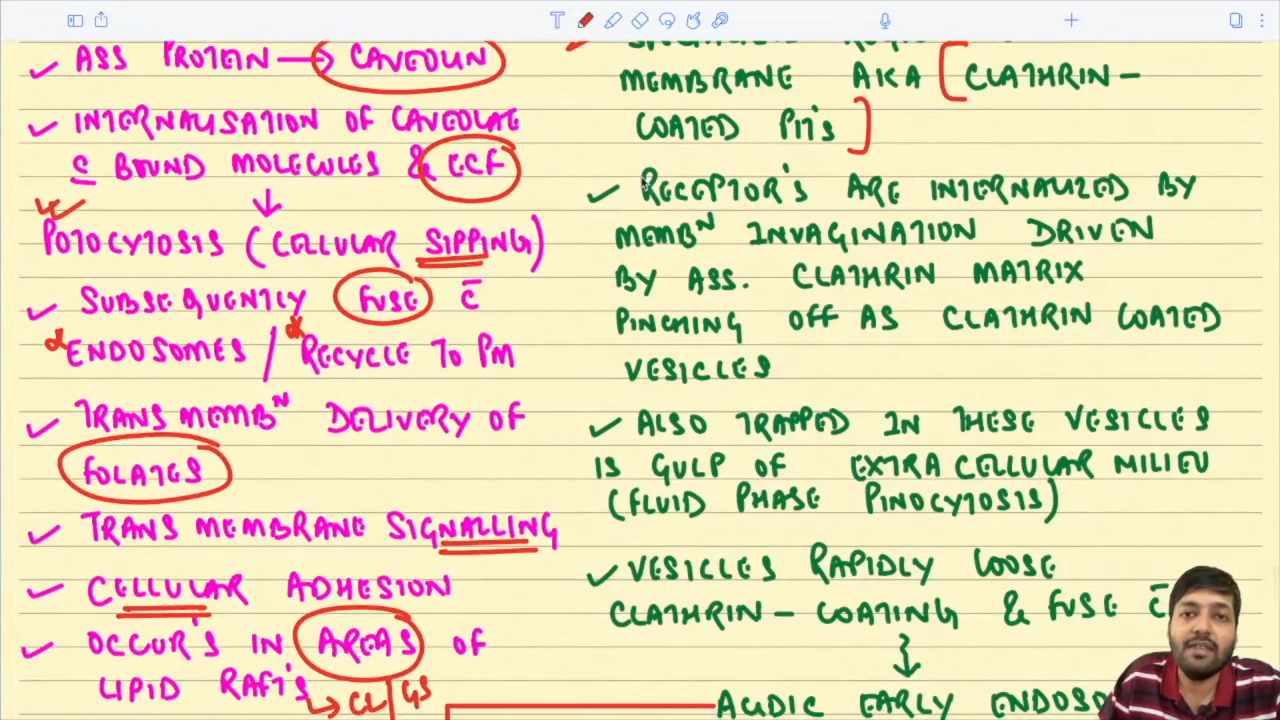 ASS PROTEIN → CAVEOLIN
INTERNALISATION OF CAVEOLAE
c̄ BOUND MOLECULES & ECF
↓
POTOCYTOSIS (CELLULAR SIPPING)
SUBSEQUENTLY FUSE c̄
ENDOSOMES / RECYCLE TO PM
TRANS MEMBᴺ DELIVERY OF
FOLATES
TRANS MEMBRANE SIGNALLING
CELLULAR ADHESION
OCCUR'S IN AREAS OF
LIPID RAFT'S → GS
MEMBRANE AKA [CLATHRIN-
COATED PIT'S]
RECEPTOR'S ARE INTERNALIZED BY
MEMBᴺ INVAGINATION DRIVEN
BY ASS. CLATHRIN MATRIX
PINCHING OFF AS CLATHRIN COATED
VESICLES
ALSO TRAPPED IN THESE VESICLES
IS GULP OF EXTRACELLULAR MILIEU
(FLUID PHASE PINOCYTOSIS)
VESICLES RAPIDLY LOOSE
CLATHRIN-COATING & FUSE c̄
↓
ACIDIC EARLY